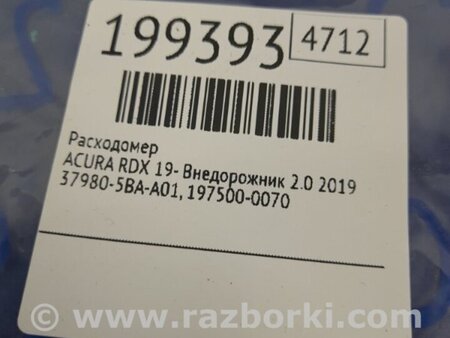 199393 4712
Расходомер
ACURA RDX 19- Внедорожник 2.0 2019
37980-5BA-A01, 197500-0070
© www.razborki.com